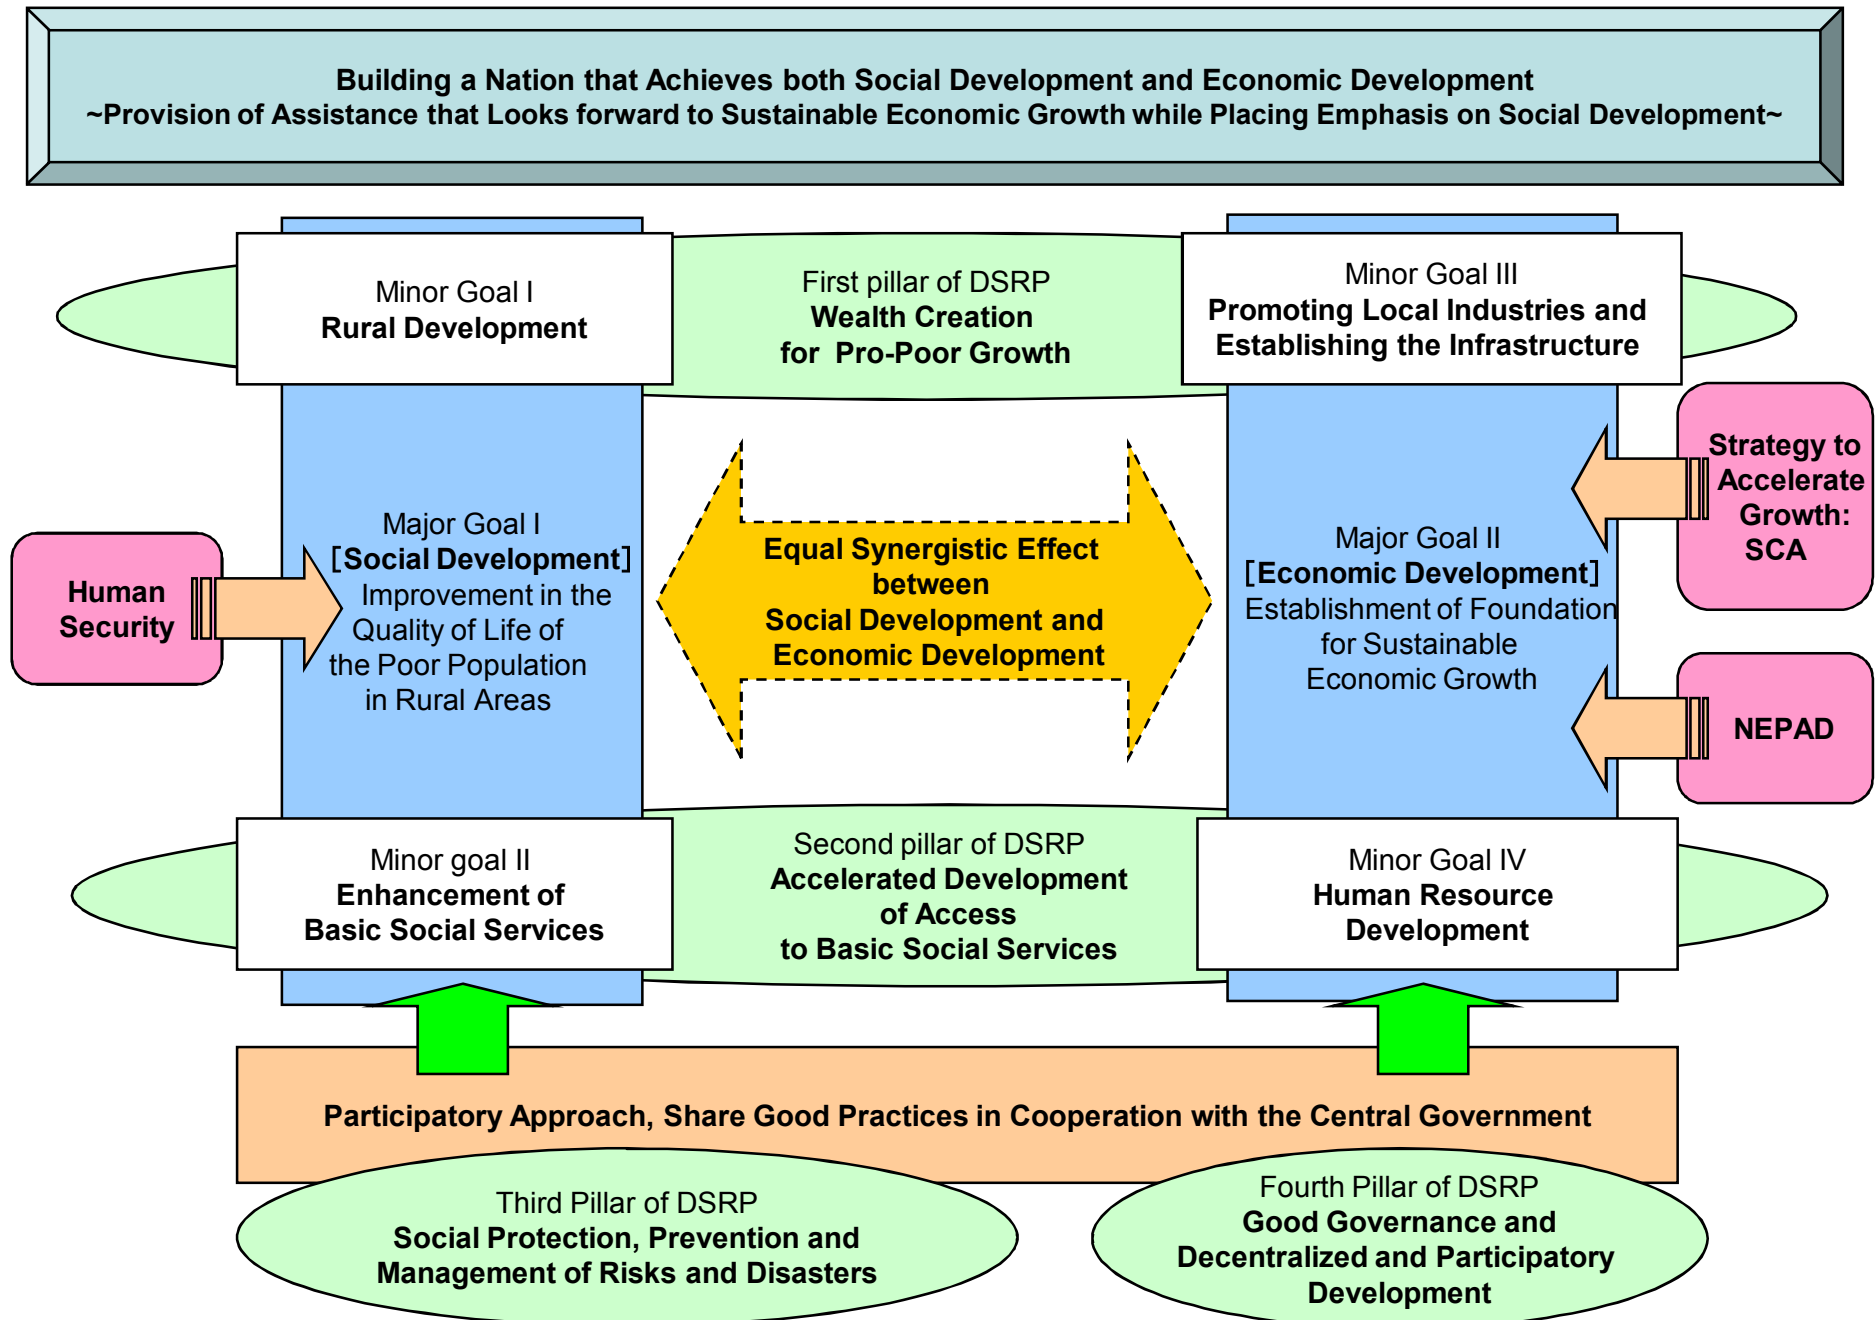 Building a Nation that Achieves both Social Development and Economic Development
~Provision of Assistance that Looks forward to Sustainable Economic Growth while Placing Emphasis on Social Development~
Minor Goal I
Rural Development
First pillar of DSRP
Wealth Creation
for Pro-Poor Growth
Minor Goal III
Promoting Local Industries and
Establishing the Infrastructure
Human
Security
Major Goal I
[Social Development]
Improvement in the
Quality of Life of
the Poor Population
in Rural Areas
Equal Synergistic Effect
between
Social Development and
Economic Development
Major Goal II
[Economic Development]
Establishment of Foundation
for Sustainable
Economic Growth
Strategy to
Accelerate
Growth:
SCA
NEPAD
Minor goal II
Enhancement of
Basic Social Services
Second pillar of DSRP
Accelerated Development
of Access
to Basic Social Services
Minor Goal IV
Human Resource
Development
Participatory Approach, Share Good Practices in Cooperation with the Central Government
Third Pillar of DSRP
Social Protection, Prevention and
Management of Risks and Disasters
Fourth Pillar of DSRP
Good Governance and
Decentralized and Participatory
Development